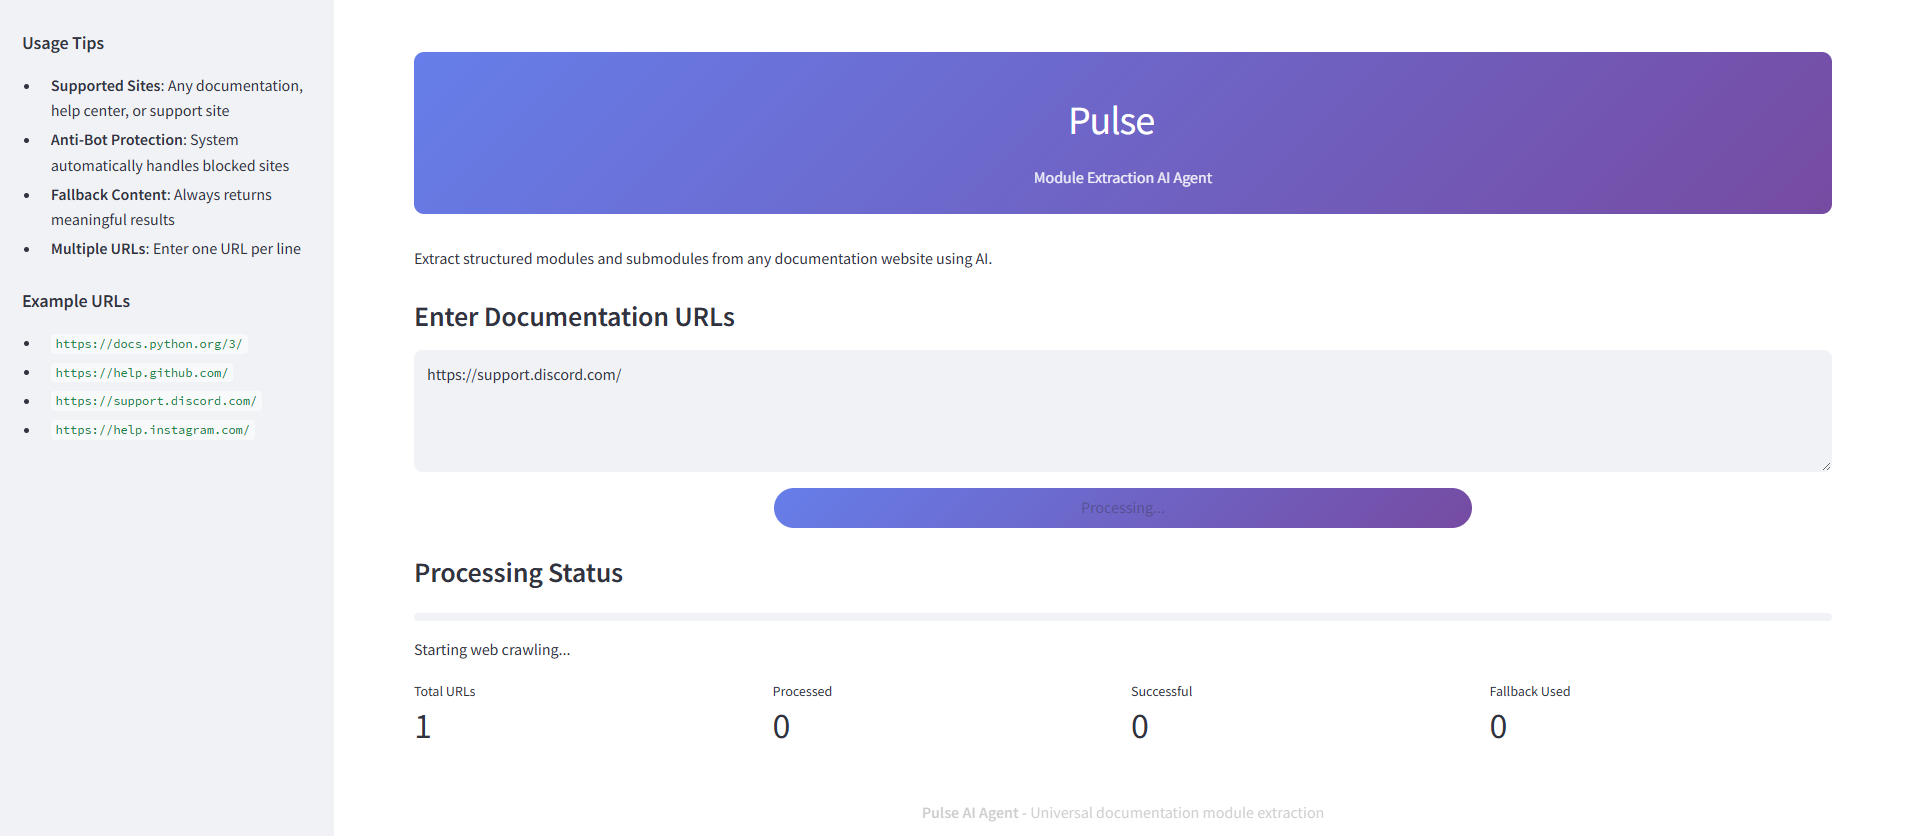 Usage Tips
Supported Sites: Any documentation,
help center, or support site
Anti-Bot Protection: System
automatically handles blocked sites
Fallback Content: Always returns
meaningful results
Multiple URLs: Enter one URL per line
Example URLs
https://docs.python.org/3/
https://help.github.com/
https://support.discord.com/
https://help.instagram.com/
Pulse
Module Extraction AI Agent
Extract structured modules and submodules from any documentation website using AI.
Enter Documentation URLs
https://support.discord.com/
Processing...
Processing Status
Starting web crawling...
Total URLs
1
Processed
0
Successful
0
Fallback Used
0
Pulse AI Agent - Universal documentation module extraction